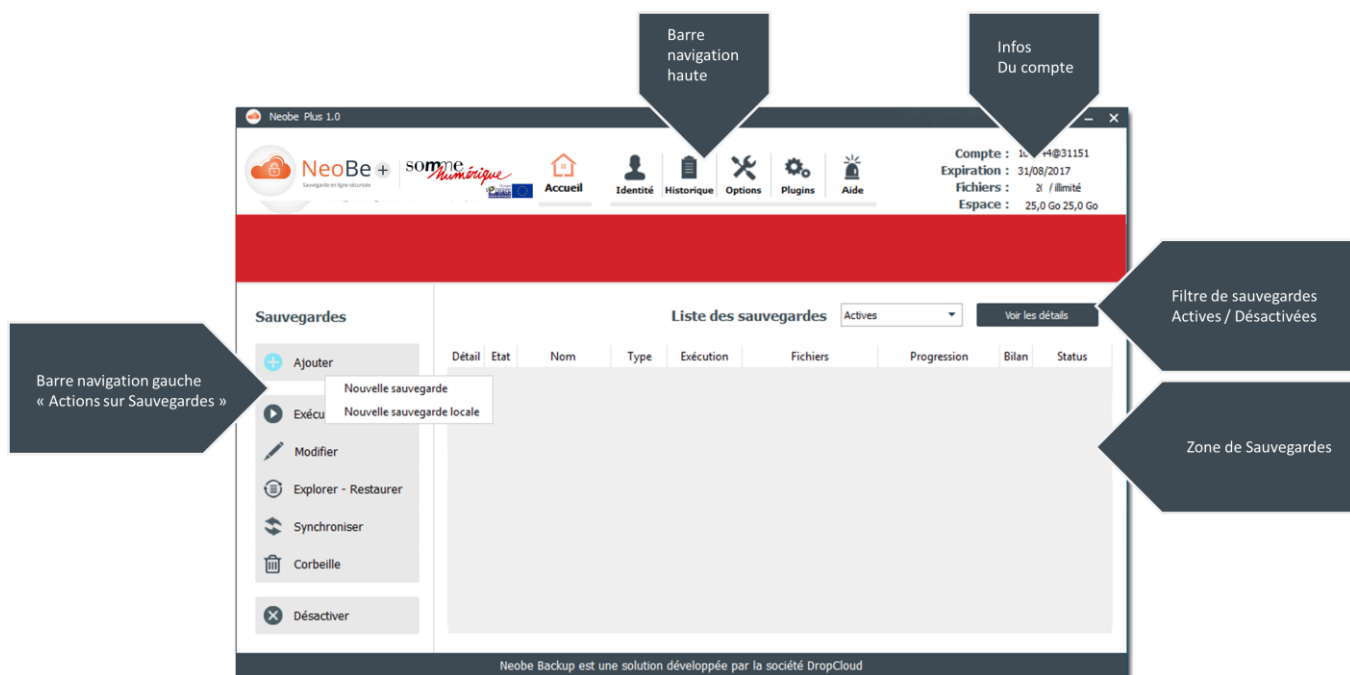 Barre
navigation
haute
Infos
Du compte
Neobe Plus 1.0
NeoBe +
Sauvegarde en ligne sécurisée
somme
numérique
Accueil
Identité
Historique
Options
Plugins
Aide
Compte : @31151
Expiration : 31/08/2017
Fichiers : / illimité
Espace : 25,0 Go 25,0 Go
Filtre de sauvegardes
Actives / Désactivées
Sauvegardes
Liste des sauvegardes
Actives
Voir les détails
Barre navigation gauche
« Actions sur Sauvegardes »
Ajouter
Nouvelle sauvegarde
Nouvelle sauvegarde locale
Exécu
Modifier
Explorer - Restaurer
Synchroniser
Corbeille
Désactiver
Détail Etat Nom Type Exécution Fichiers Progression Bilan Status
Zone de Sauvegardes
Neobe Backup est une solution développée par la société DropCloud